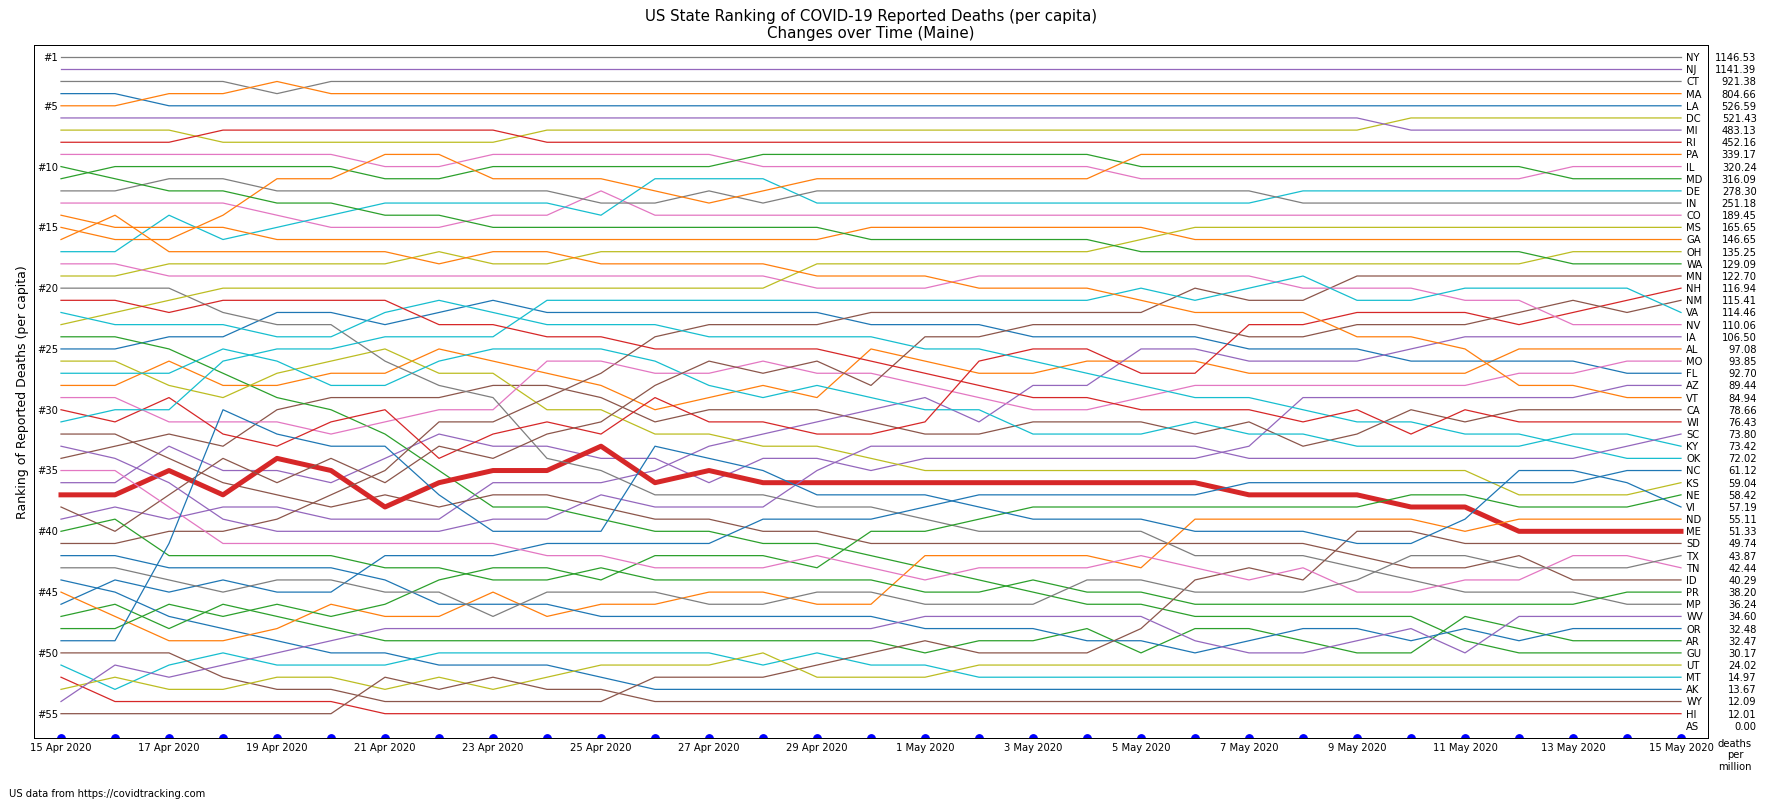 US State Ranking of COVID-19 Reported Deaths (per capita)
Changes over Time (Maine)
Ranking of Reported Deaths (per capita)
#1
#5
#10
#15
#20
#25
#30
#35
#40
#45
#50
#55
NY 1146.53
NJ 1141.39
CT 921.38
MA 804.66
LA 526.59
DC 521.43
MI 483.13
RI 452.16
PA 339.17
IL 320.24
MD 316.09
DE 278.30
IN 251.18
CO 189.45
MS 165.65
GA 146.65
OH 135.25
WA 129.09
MN 122.70
NH 116.94
NM 115.41
VA 114.46
NV 110.06
IA 106.50
AL 97.08
MO 93.85
FL 92.70
AZ 89.44
VT 84.94
CA 78.66
WI 76.43
SC 73.80
KY 73.42
OK 72.02
NC 61.12
KS 59.04
NE 58.42
VI 57.19
ND 55.11
ME 51.33
SD 49.74
TX 43.87
TN 42.44
ID 40.29
PR 38.20
MP 36.24
WV 34.60
OR 32.48
AR 32.47
GU 30.17
UT 24.02
MT 14.97
AK 13.67
WY 12.09
HI 12.01
AS 0.00
15 Apr 2020 17 Apr 2020 19 Apr 2020 21 Apr 2020 23 Apr 2020 25 Apr 2020 27 Apr 2020 29 Apr 2020 1 May 2020 3 May 2020 5 May 2020 7 May 2020 9 May 2020 11 May 2020 13 May 2020 15 May 2020
deaths
per
million
US data from https://covidtracking.com